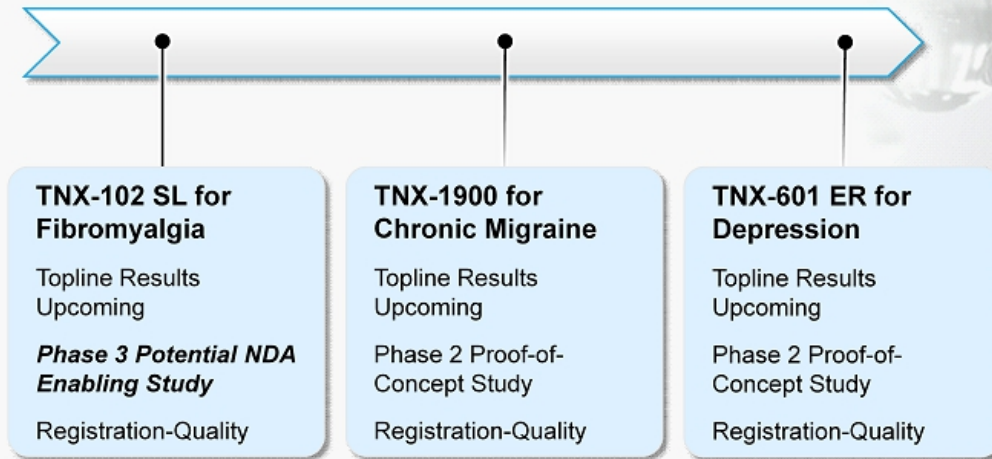 TNX-102 SL for
Fibromyalgia
Topline Results
Upcoming
Phase 3 Potential NDA
Enabling Study
Registration-Quality
TNX-1900 for
Chronic Migraine
Topline Results
Upcoming
Phase 2 Proof-of-
Concept Study
Registration-Quality
TNX-601 ER for
Depression
Topline Results
Upcoming
Phase 2 Proof-of-
Concept Study
Registration-Quality